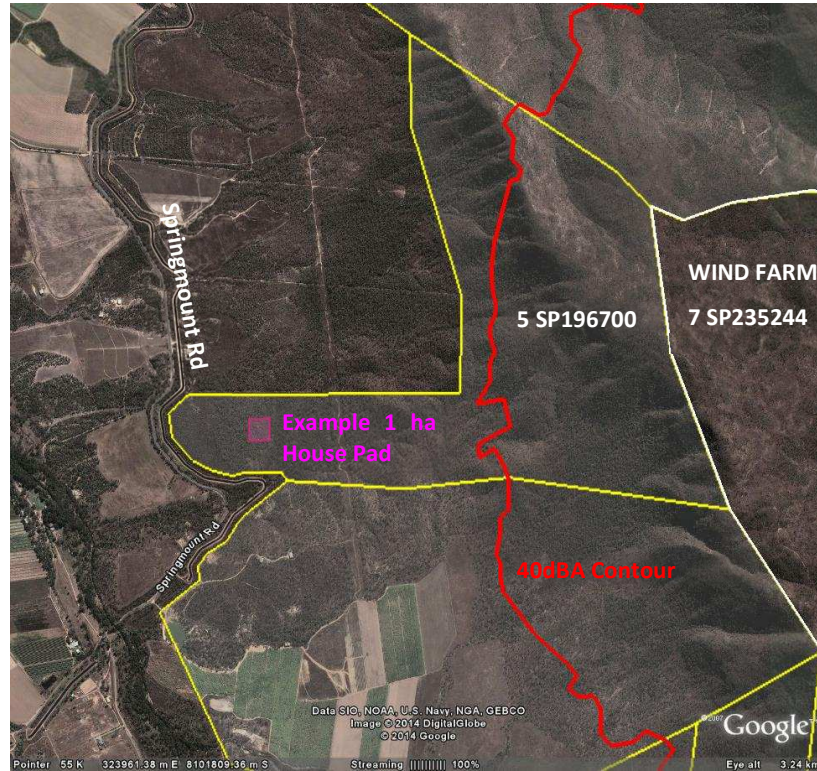 Springmount Rd
WIND FARM
5 SP196700
7 SP235244
Example 1 ha
House Pad
Springmount Rd
40dBA Contour
Data SIO, NOAA, U.S. Navy, NGA, GEBCO
Image © 2014 DigitalGlobe
© 2014 Google
©2007 Google
Pointer 55 K 323961.38 m E 8101809.36 m S Streaming |||||||||| 100% Eye alt 3.24 km